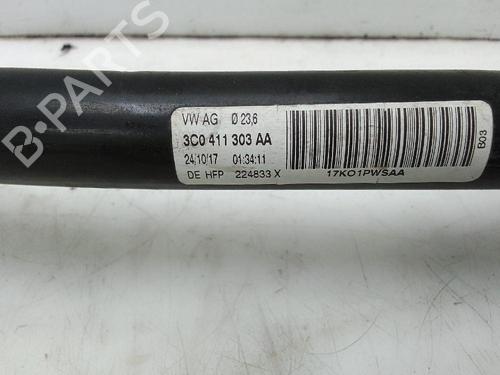 B-PARTS
VW AG Ø 23,6
3C0 411 303 AA
24/10/17 01:34:11
DE HFP 224833 X
17KO1PWSAA
B03